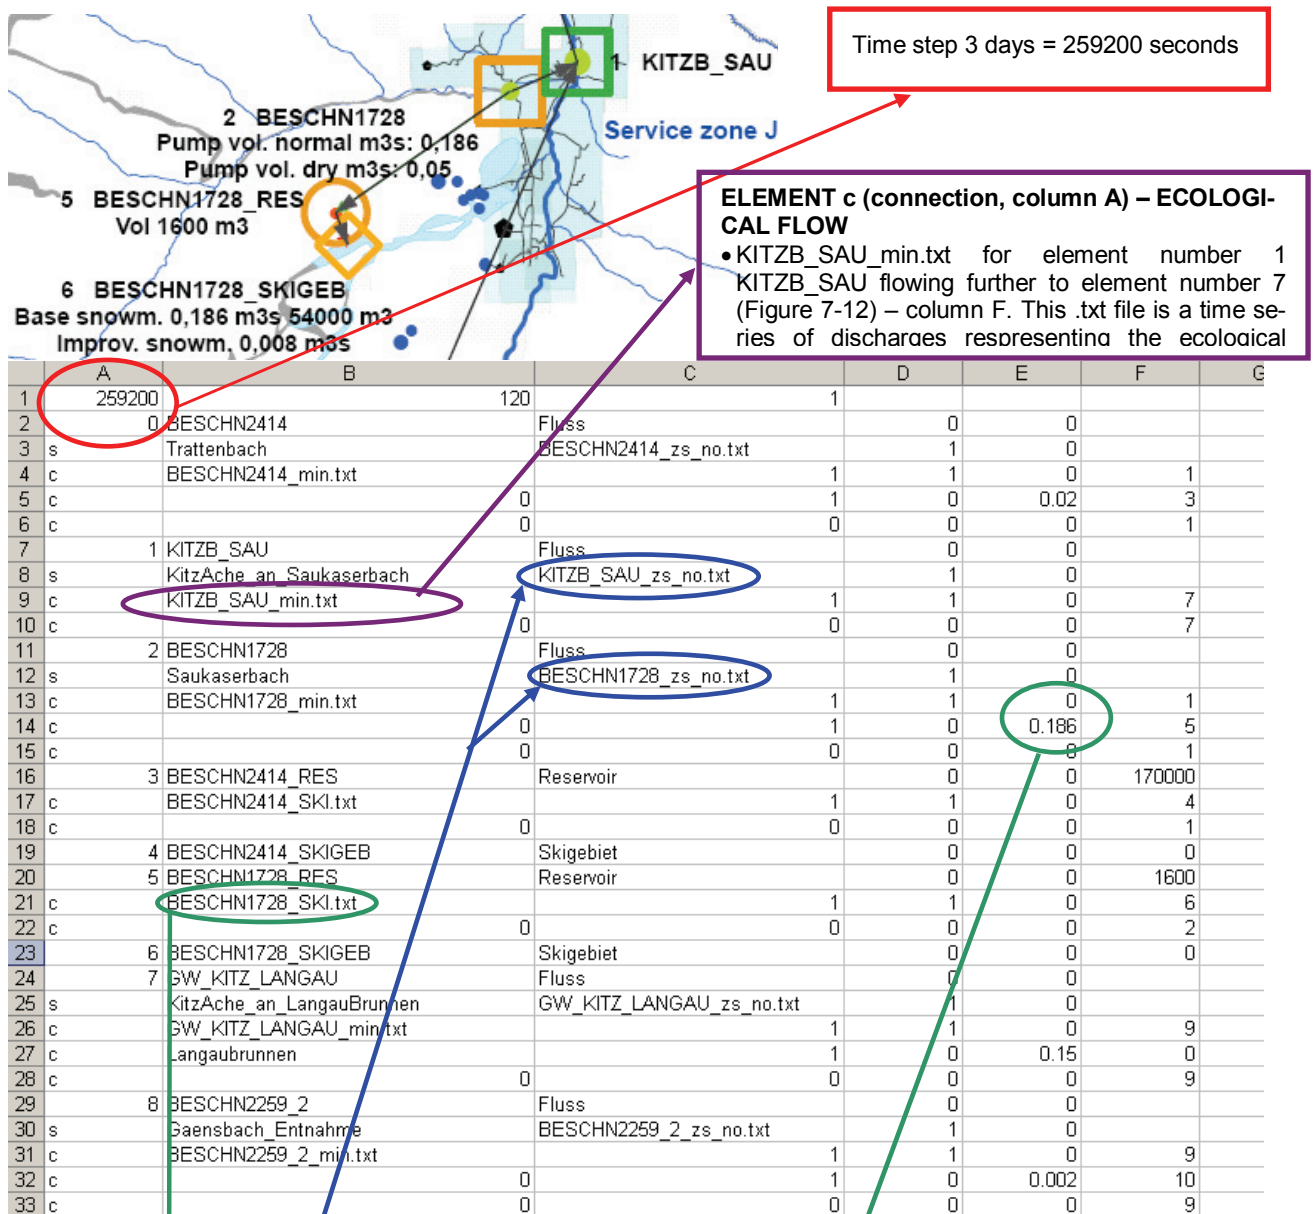 Time step 3 days = 259200 seconds
1 KITZB_SAU
2 BESCHN1728
Pump vol. normal m3s: 0,186
Pump vol. dry m3s: 0,05
Service zone J
5 BESCHN1728_RES
Vol 1600 m3
6 BESCHN1728_SKIGEB
Base snowm. 0,186 m3s 54000 m3
Improv. snowm. 0,008 m3s
ELEMENT c (connection, column A) – ECOLOGI-
CAL FLOW
• KITZB_SAU_min.txt for element number 1
KITZB_SAU flowing further to element number 7
(Figure 7-12) – column F. This .txt file is a time se-
ries of discharges respresenting the ecological
A B C D E F G
1 259200 120 1
2 0 BESCHN2414 Fluss 0 0
3 s Trattenbach BESCHN2414_zs_no.txt 1 0
4 c BESCHN2414_min.txt 1 1 0 1
5 c 0 1 0 0.02 3
6 c 0 0 0 0 1
7 1 KITZB_SAU Fluss 0 0
8 s KitzAche_an_Saukaserbach KITZB_SAU_zs_no.txt 1 0
9 c KITZB_SAU_min.txt 1 1 0 7
10 c 0 0 0 0 7
11 2 BESCHN1728 Fluss 0 0
12 s Saukaserbach BESCHN1728_zs_no.txt 1 0
13 c BESCHN1728_min.txt 1 1 0 1
14 c 0 1 0 0.186 5
15 c 0 0 0 0 1
16 3 BESCHN2414_RES Reservoir 0 0 170000
17 c BESCHN2414_SKI.txt 1 1 0 4
18 c 0 0 0 0 1
19 4 BESCHN2414_SKIGEB Skigebiet 0 0 0
20 5 BESCHN1728_RES Reservoir 0 0 1600
21 c BESCHN1728_SKI.txt 1 1 0 6
22 c 0 0 0 0 2
23 6 BESCHN1728_SKIGEB Skigebiet 0 0 0
24 7 GW_KITZ_LANGAU Fluss 0 0
25 s KitzAche_an_LangauBrunnen GW_KITZ_LANGAU_zs_no.txt 1 0
26 c GW_KITZ_LANGAU_min.txt 1 1 0 9
27 c Langaubrunnen 1 0 0.15 0
28 c 0 0 0 0 9
29 8 BESCHN2259_2 Fluss 0 0
30 s Gaensbach_Entnahme BESCHN2259_2_zs_no.txt 1 0
31 c BESCHN2259_2_min.txt 1 1 0 9
32 c 0 1 0 0.002 10
33 c 0 0 0 0 9